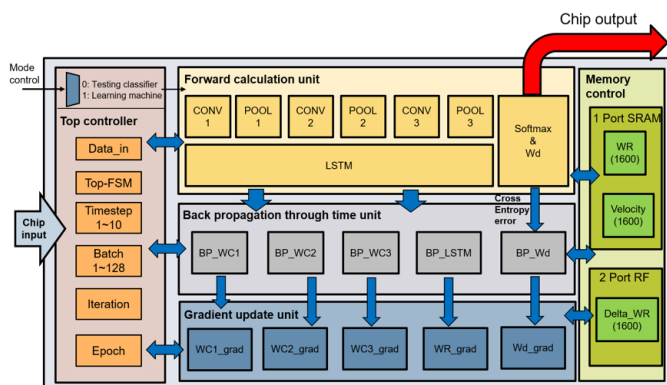 Chip output
Mode
control
0: Testing classifier
1: Learning machine
Top controller
Data_in
Top-FSM
Timestep
1~10
Batch
1~128
Iteration
Epoch
Chip
input
Forward calculation unit
CONV
1
POOL
1
CONV
2
POOL
2
CONV
3
POOL
3
Softmax
&
Wd
LSTM
Cross
Entropy
error
Back propagation through time unit
BP_WC1
BP_WC2
BP_WC3
BP_LSTM
BP_Wd
Gradient update unit
WC1_grad
WC2_grad
WC3_grad
WR_grad
Wd_grad
Memory
control
1 Port SRAM
WR
(1600)
Velocity
(1600)
2 Port RF
Delta_WR
(1600)